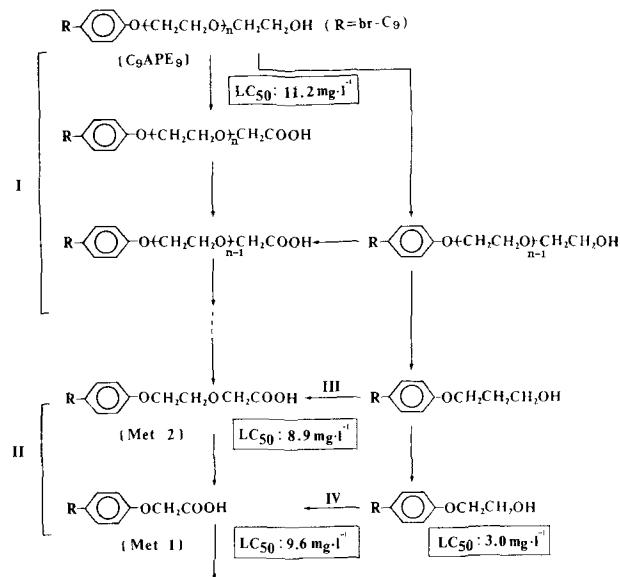 R-O(CH₂CH₂O)ₙCH₂CH₂OH (R=br-C₉)
(C₉APE₉)
LC₅₀: 11.2 mg·l⁻¹
R-O(CH₂CH₂O)ₙCH₂COOH
I
R-O(CH₂CH₂O)ₙ₋₁CH₂COOH R-O(CH₂CH₂O)ₙ₋₁CH₂CH₂OH
R-OCH₂CH₂OCH₂COOH III R-OCH₂CH₂CH₂OH
(Met 2) LC₅₀: 8.9 mg·l⁻¹
II
R-OCH₂COOH IV R-OCH₂CH₂OH
(Met 1) LC₅₀: 9.6 mg·l⁻¹ LC₅₀: 3.0 mg·l⁻¹